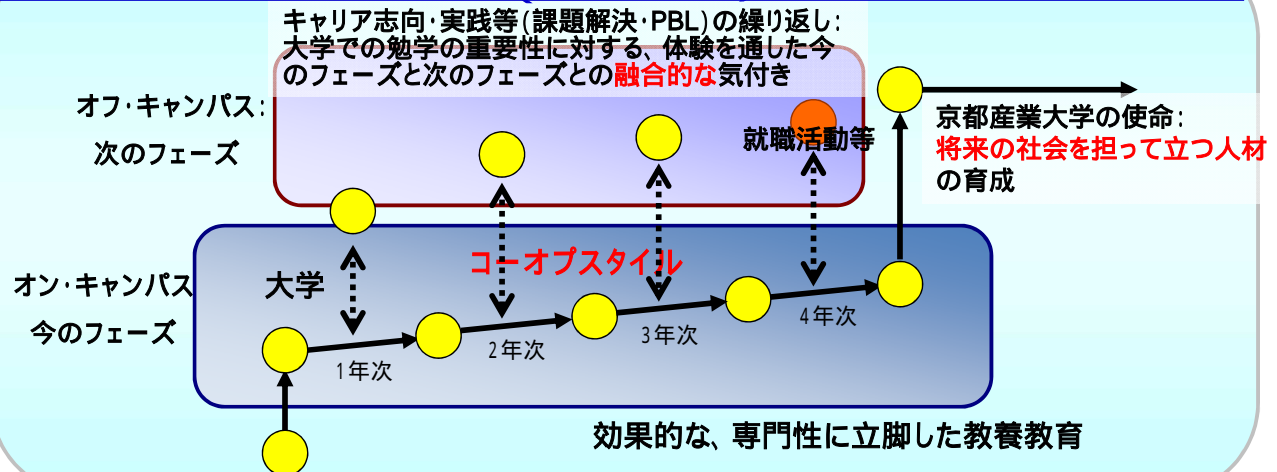 キャリア志向・実践等(課題解決・PBL)の繰り返し:
大学での勉学の重要性に対する、体験を通した今
のフェーズと次のフェーズとの融合的な気付き
オフ・キャンパス:
次のフェーズ
就職活動等
京都産業大学の使命:
将来の社会を担って立つ人材
の育成
コーオプスタイル
オン・キャンパス
今のフェーズ
大学
1年次
2年次
3年次
4年次
効果的な、専門性に立脚した教養教育